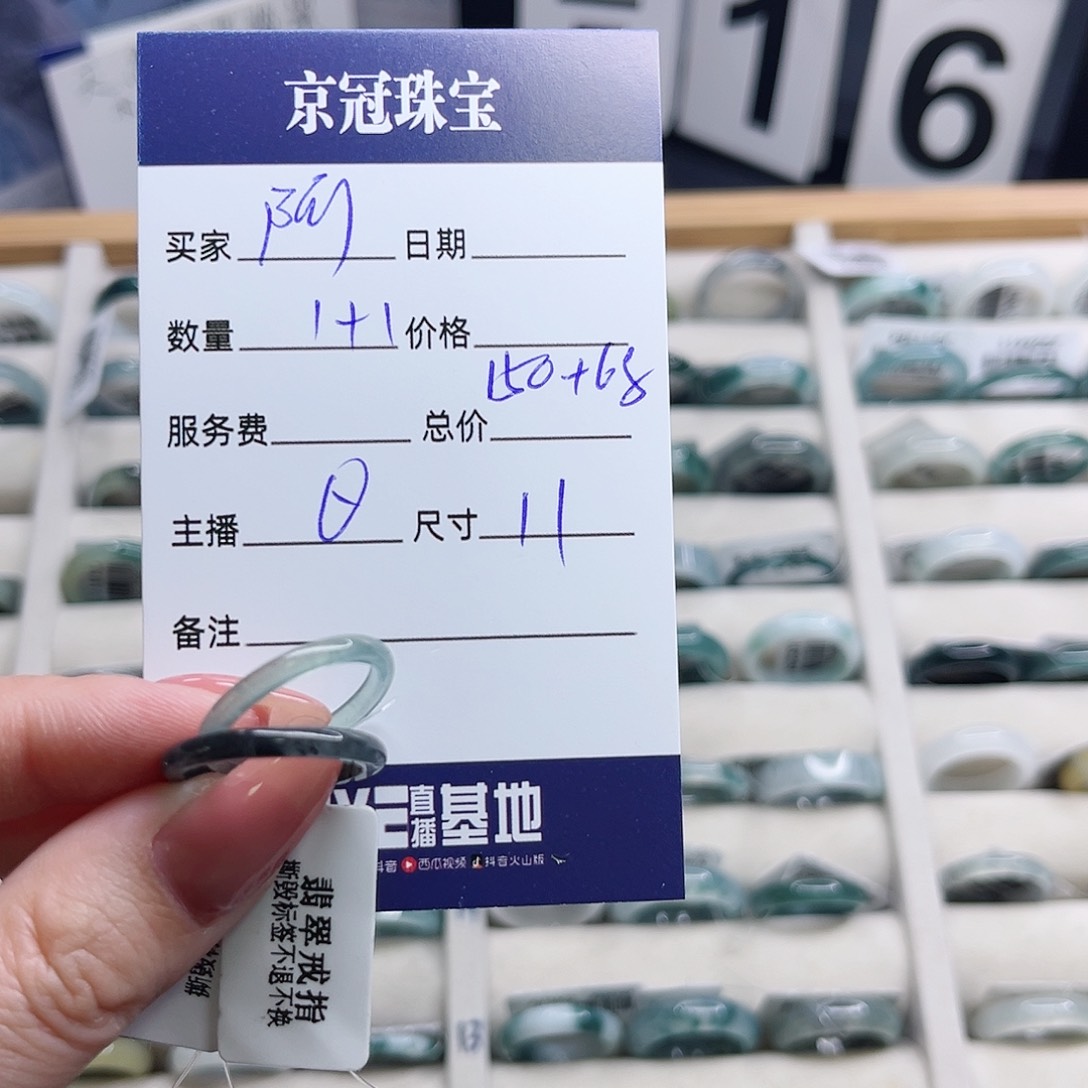 16
京冠珠宝
买家 日期
数量 1+1 价格
150+68
服务费 总价
主播 θ 尺寸 11
备注
直播基地
抖音 西瓜视频 抖音火山版
翡翠戒指
撕毁标签不退不换